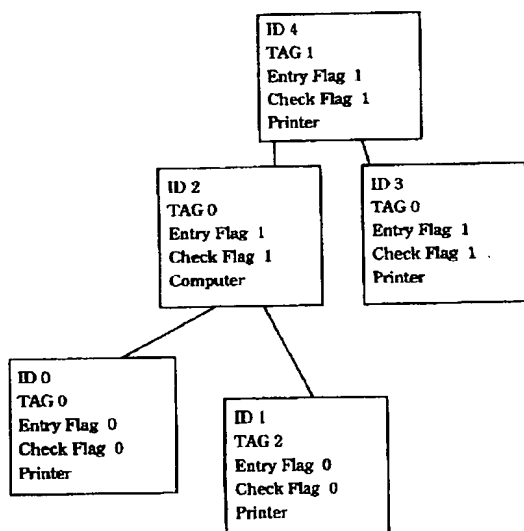 ID 4
TAG 1
Entry Flag 1
Check Flag 1
Printer
ID 2
TAG 0
Entry Flag 1
Check Flag 1
Computer
ID 3
TAG 0
Entry Flag 1
Check Flag 1
Printer
ID 0
TAG 0
Entry Flag 0
Check Flag 0
Printer
ID 1
TAG 2
Entry Flag 0
Check Flag 0
Printer